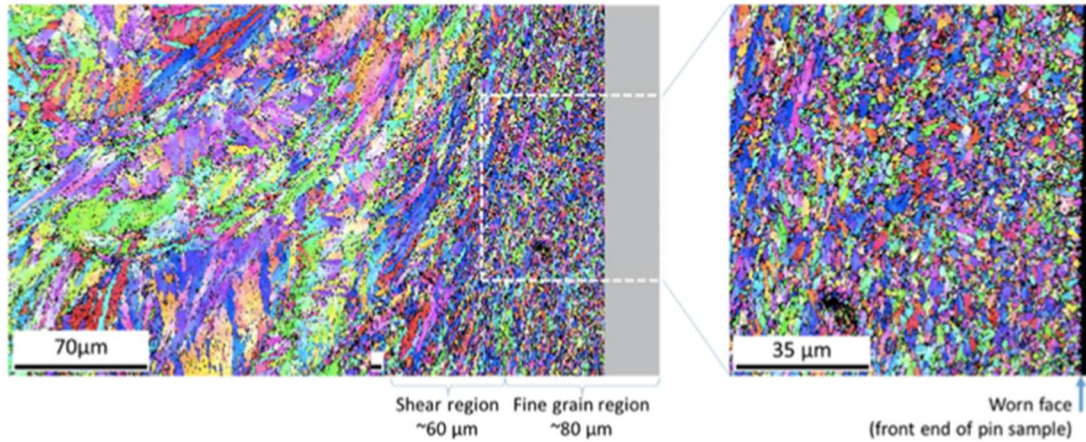 70μm
35 μm
Shear region
~60 μm
Fine grain region
~80 μm
Worn face
(front end of pin sample)